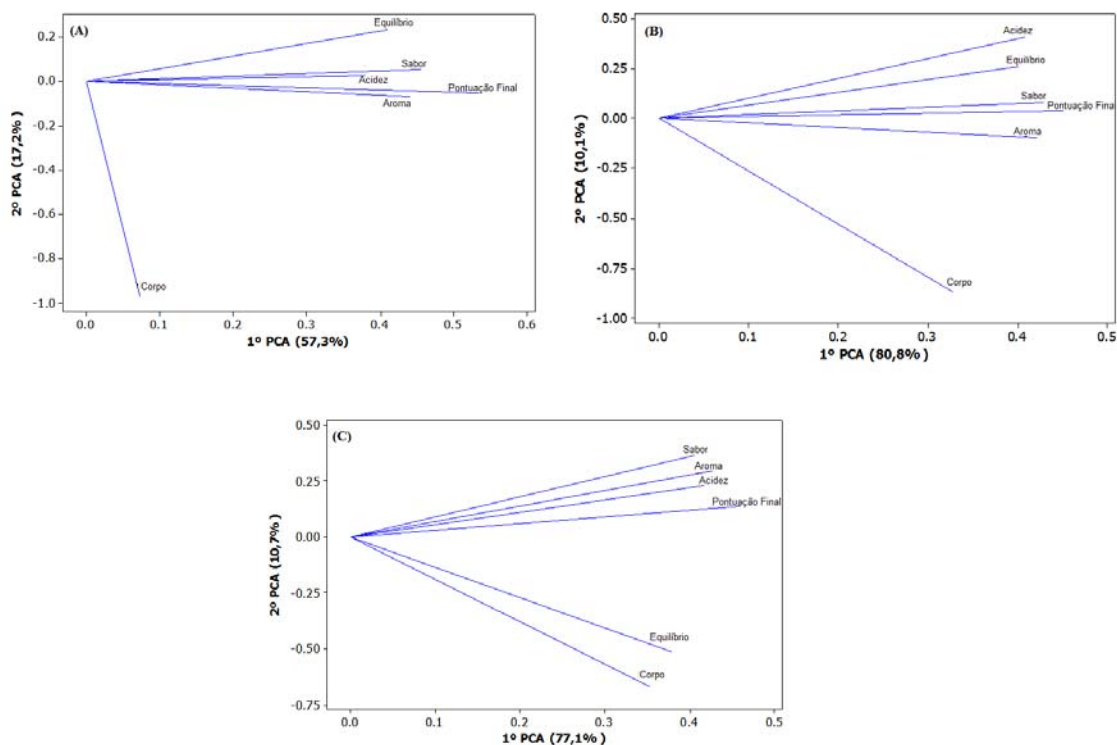 (A)
Equilíbrio
Sabor
Acidez
Pontuação Final
Aroma
Corpo
0.2
0.0
-0.2
-0.4
-0.6
-0.8
-1.0
2º PCA (17,2%)
0.0 0.1 0.2 0.3 0.4 0.5 0.6
1º PCA (57,3%)
(B)
Acidez
Equilíbrio
Sabor
Pontuação Final
Aroma
Corpo
0.50
0.25
0.00
-0.25
-0.50
-0.75
-1.00
2º PCA (10,1%)
0.0 0.1 0.2 0.3 0.4 0.5
1º PCA (80,8% )
(C)
Sabor
Aroma
Acidez
Pontuação Final
Equilíbrio
Corpo
0.50
0.25
0.00
-0.25
-0.50
-0.75
2º PCA (10,7% )
0.0 0.1 0.2 0.3 0.4 0.5
1º PCA (77,1% )